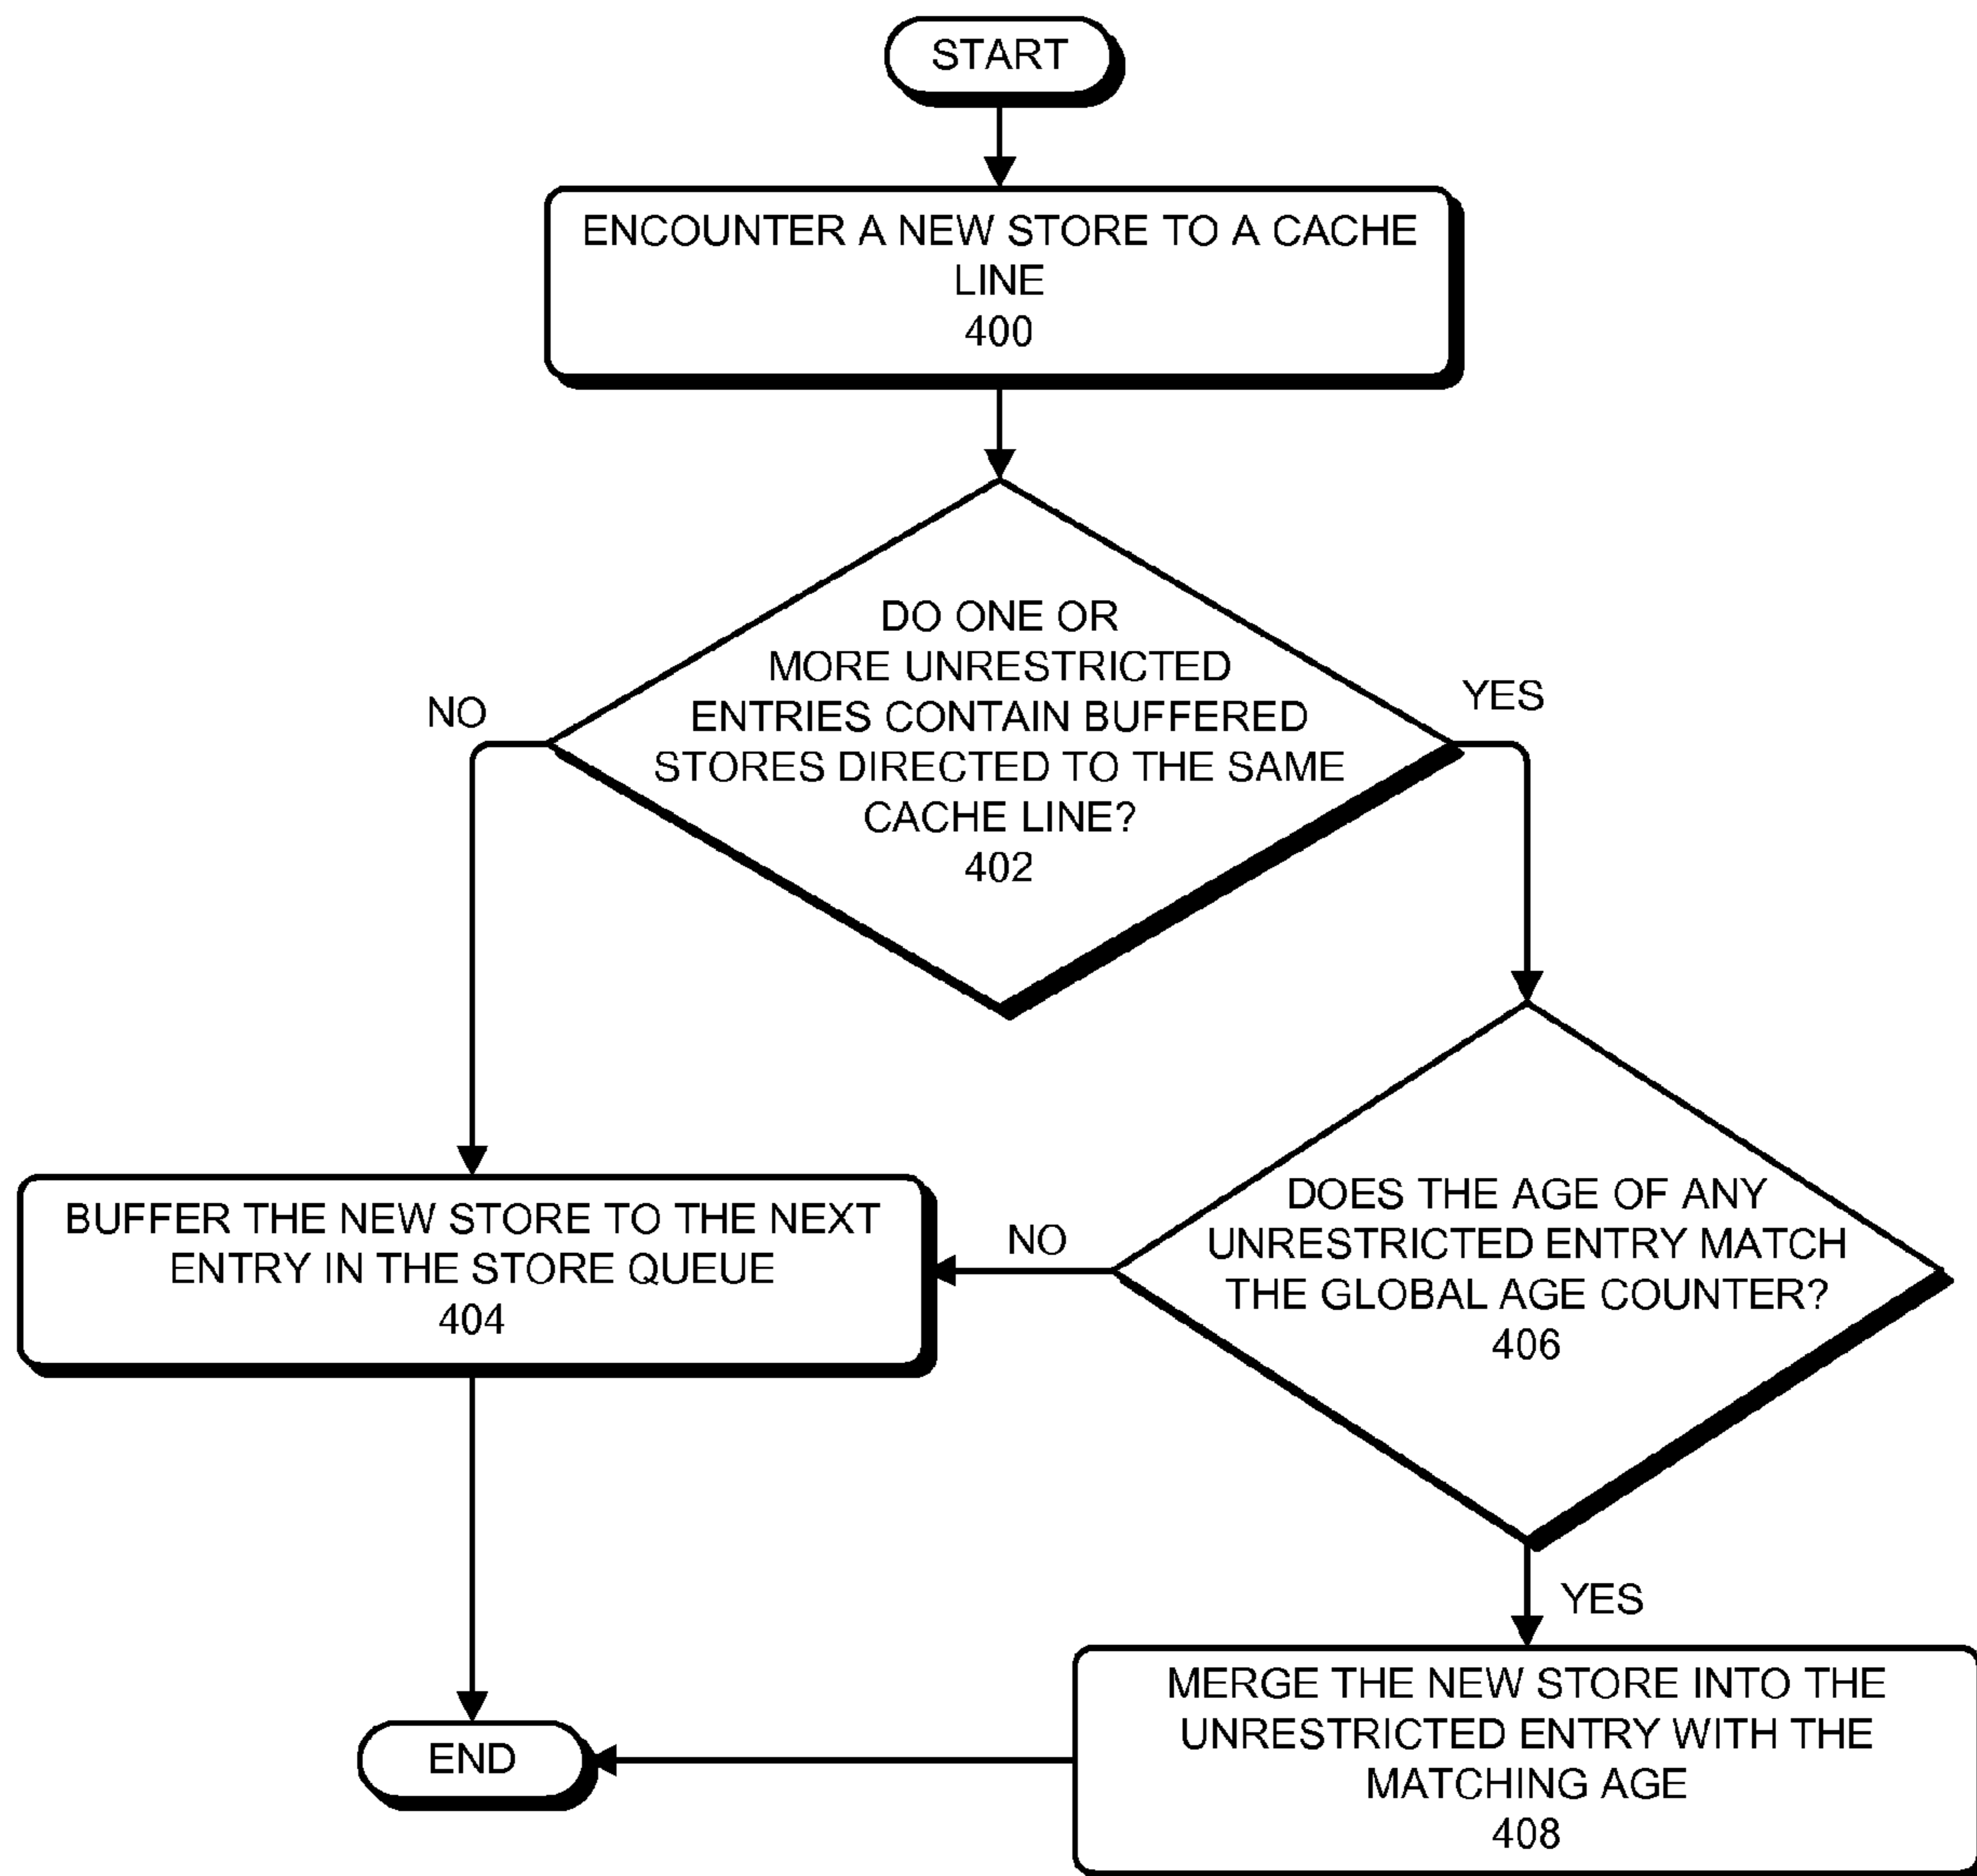 START
ENCOUNTER A NEW STORE TO A CACHE
LINE
400
DO ONE OR
MORE UNRESTRICTED
ENTRIES CONTAIN BUFFERED
STORES DIRECTED TO THE SAME
CACHE LINE?
402
NO
YES
BUFFER THE NEW STORE TO THE NEXT
ENTRY IN THE STORE QUEUE
404
NO
DOES THE AGE OF ANY
UNRESTRICTED ENTRY MATCH
THE GLOBAL AGE COUNTER?
406
YES
MERGE THE NEW STORE INTO THE
UNRESTRICTED ENTRY WITH THE
MATCHING AGE
408
END